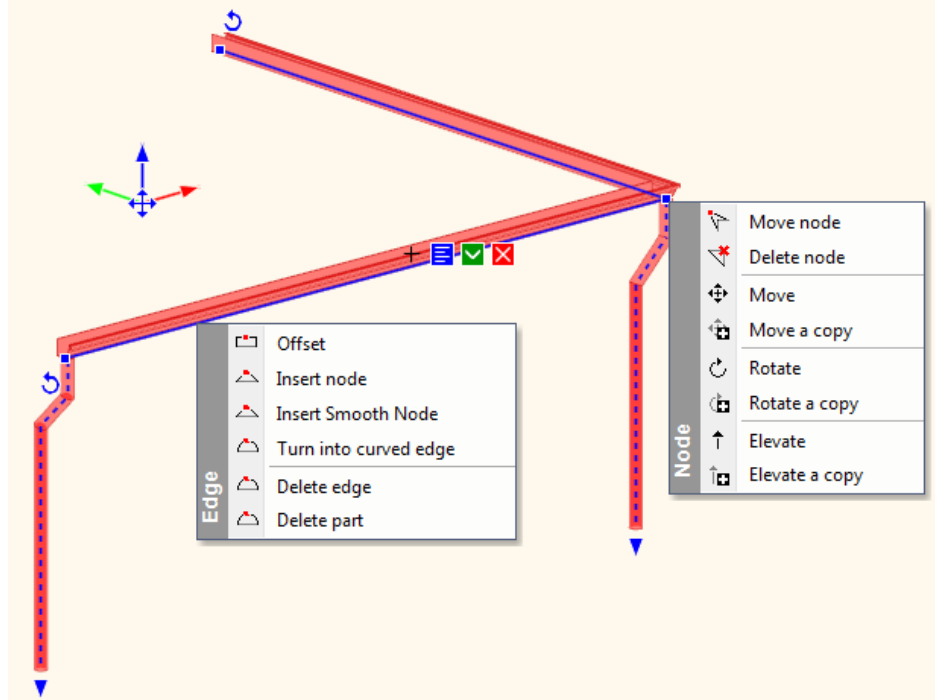 Node
Move node
Delete node
Move
Move a copy
Rotate
Rotate a copy
Elevate
Elevate a copy
Edge
Offset
Insert node
Insert Smooth Node
Turn into curved edge
Delete edge
Delete part